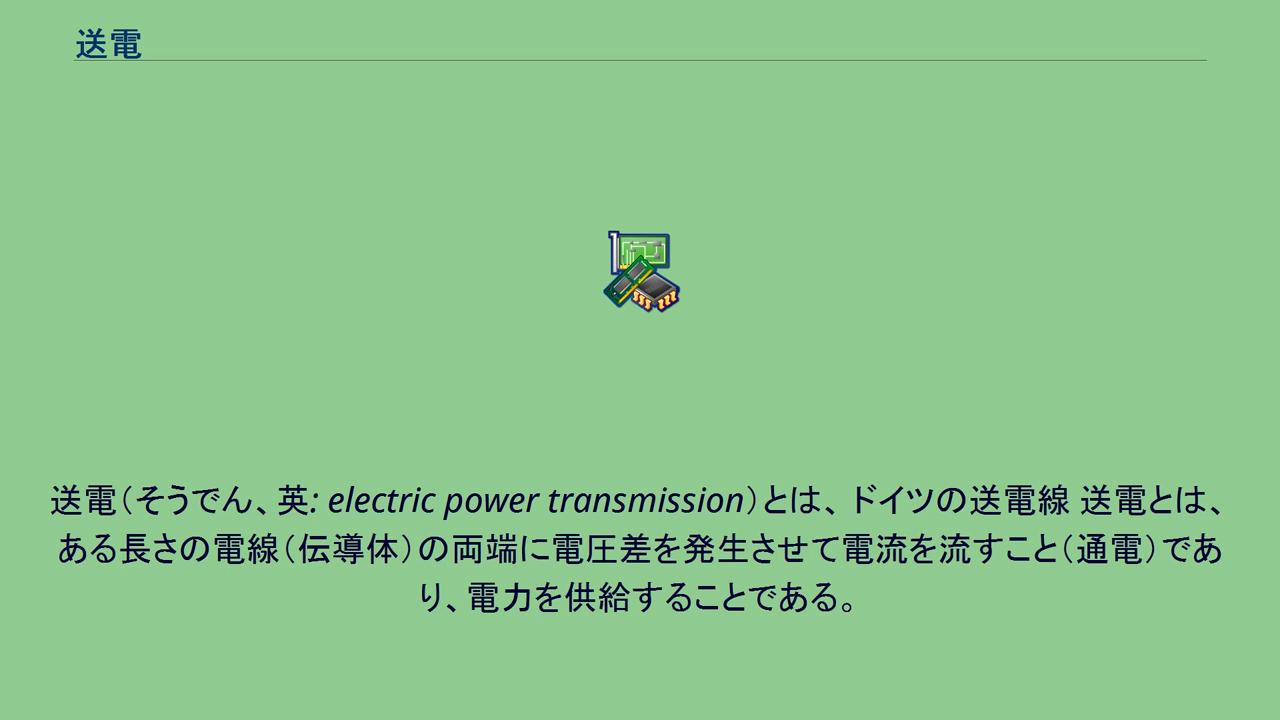 送電
送電（そうでん、英: electric power transmission）とは、ドイツの送電線 送電とは、
ある長さの電線（伝導体）の両端に電圧差を発生させて電流を流すこと（通電）であ
り、電力を供給することである。